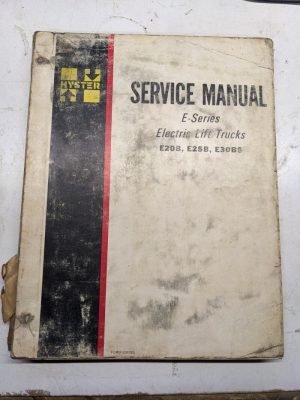 HYSTER
SERVICE MANUAL
E-Series
Electric Lift Trucks
E20B, E25B, E30BS